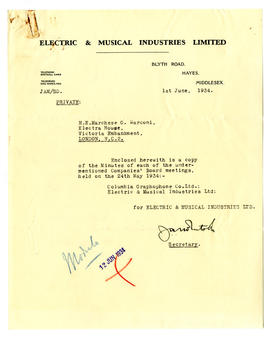 ELECTRIC & MUSICAL INDUSTRIES LIMITED
BLYTH ROAD,
HAYES,
MIDDLESEX
JAM/ED.
1st June, 1934.
PRIVATE:
H.E.Marchese G. Marconi,
Electra House,
Victoria Embankment,
LONDON, W.C.2.
Enclosed herewith is a copy
of the Minutes of each of the under-
mentioned Companies' Board meetings,
held on the 24th May 1934:-
Columbia Graphophone Co.Ltd.:
Electric & Musical Industries Ltd:
for ELECTRIC & MUSICAL INDUSTRIES LTD.
Secretary.
12 JUN 1934